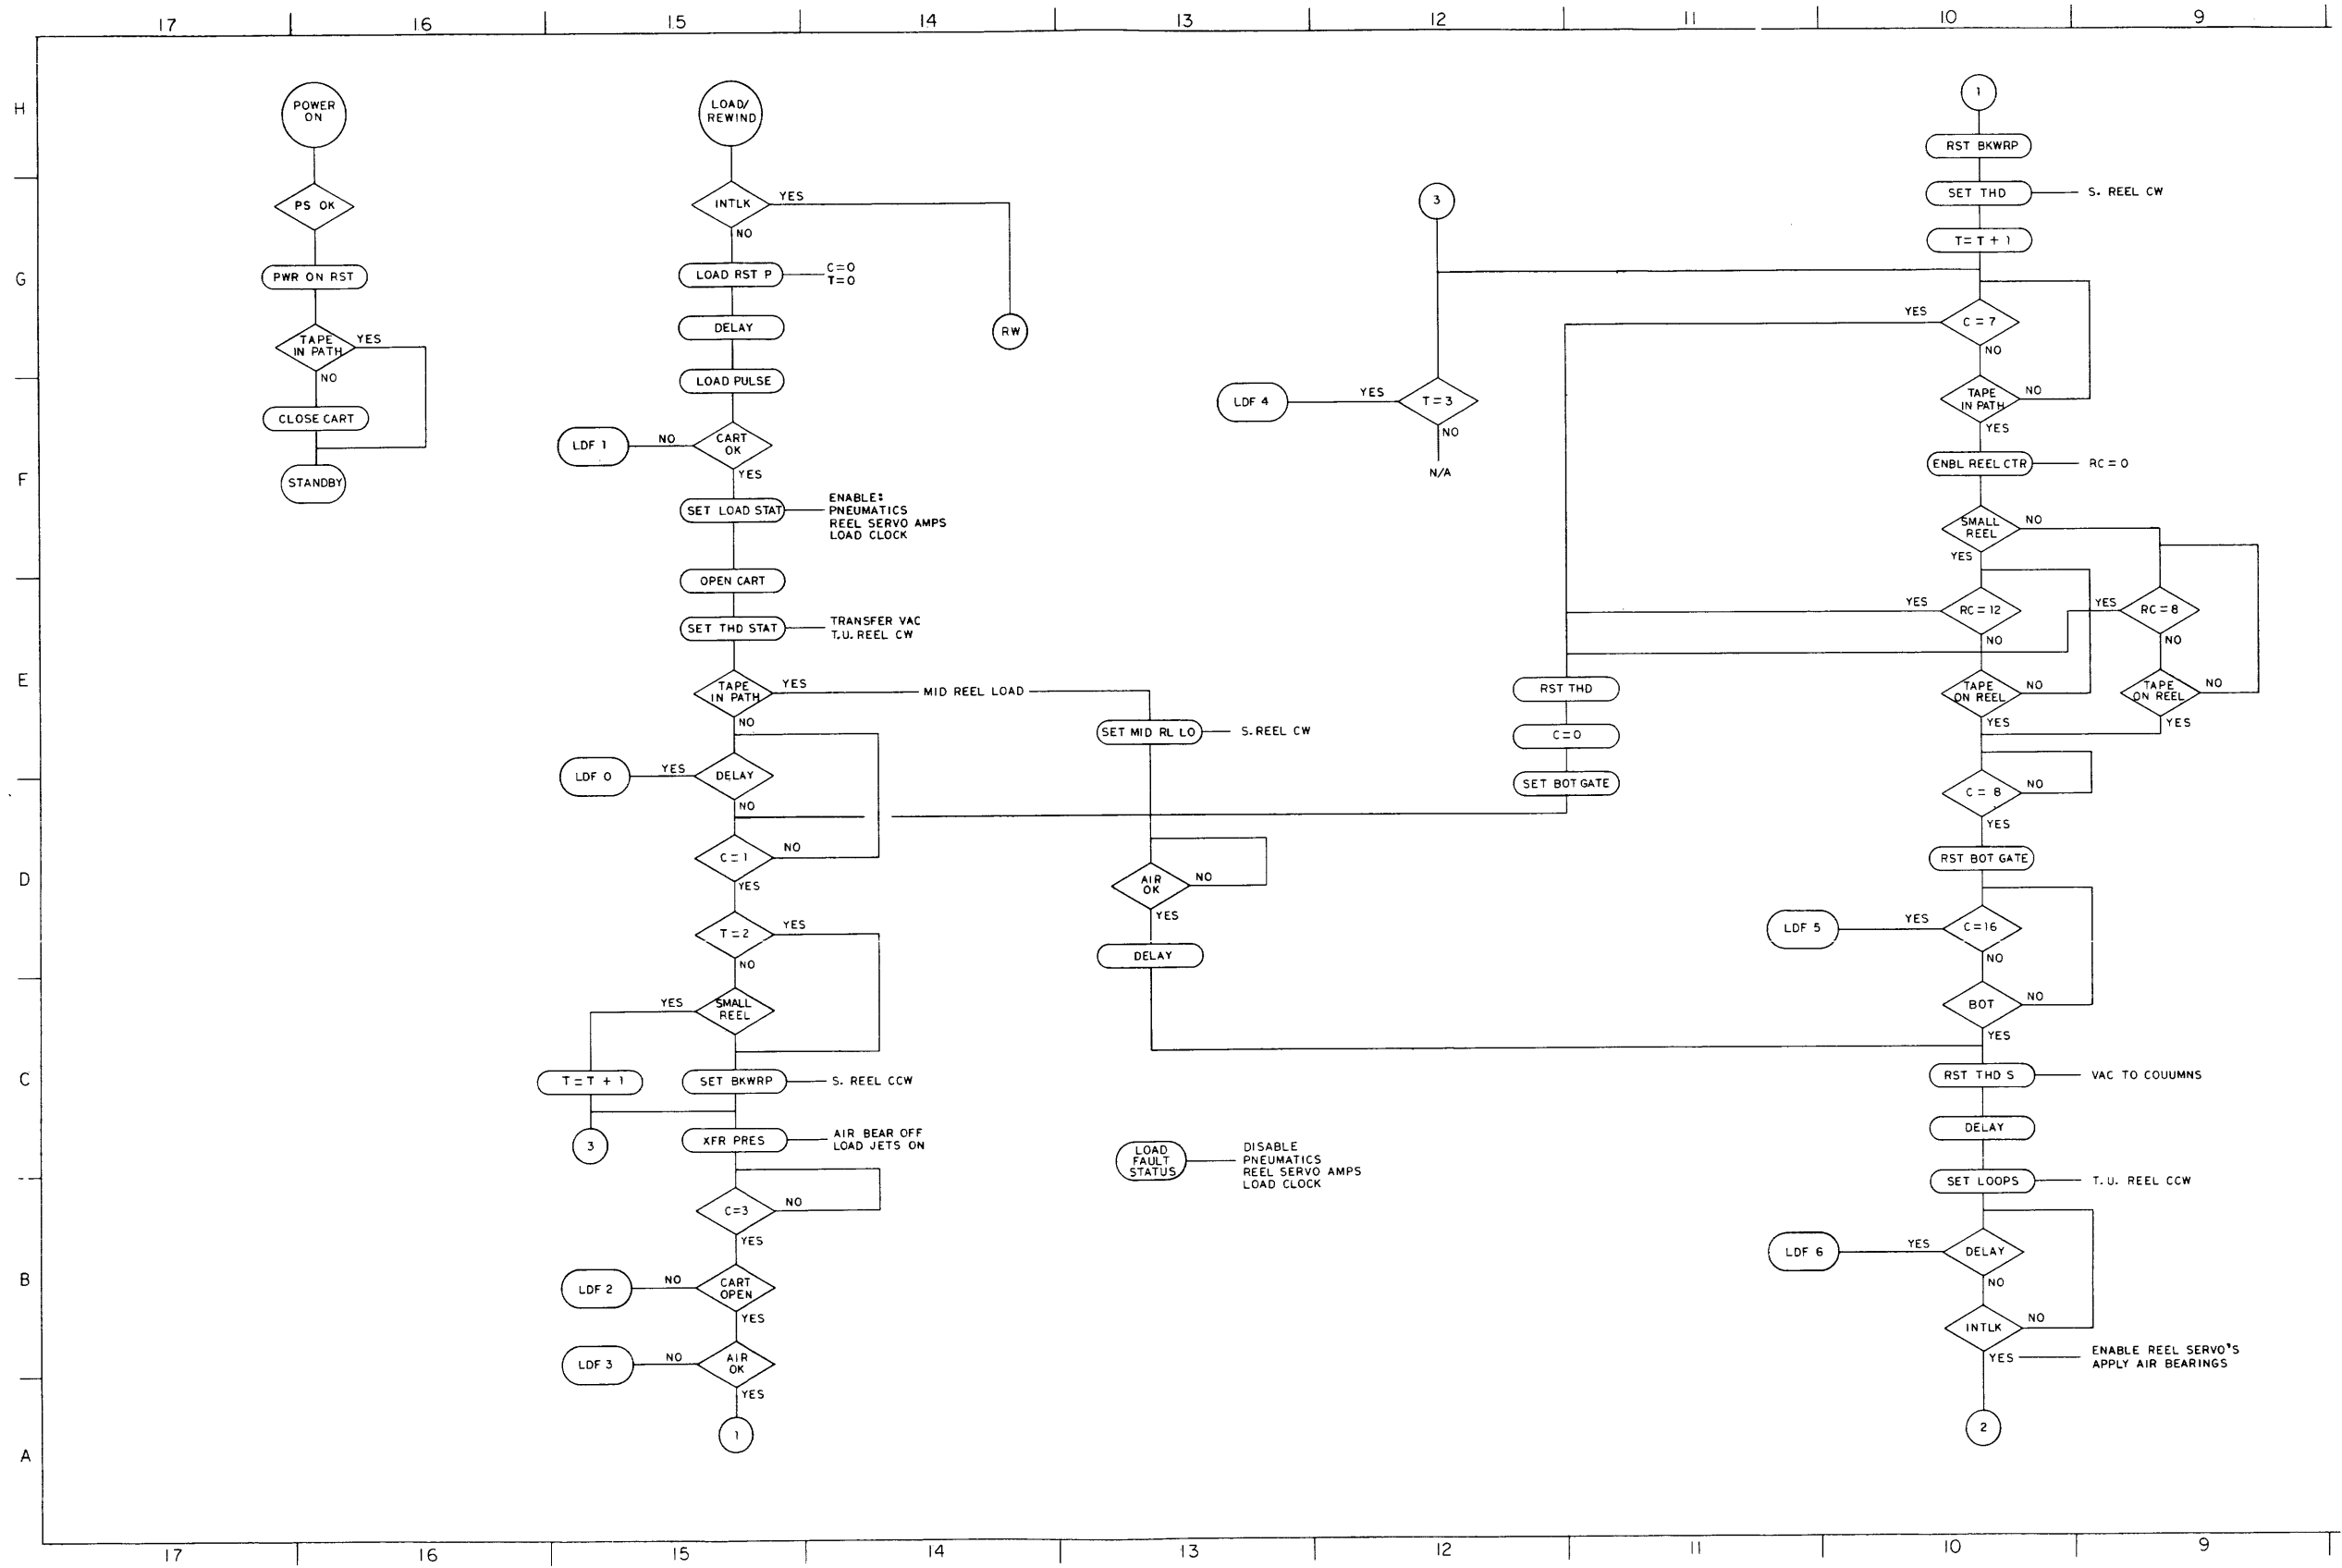 17
16
15
14
13
12
11
10
9
H
G
F
E
D
C
B
A
POWER
ON
PS OK
PWR ON RST
TAPE
IN PATH
YES
NO
CLOSE CART
STANDBY
LOAD/
REWIND
INTLK
YES
NO
RW
LOAD RST P
C=0
T=0
DELAY
LOAD PULSE
CART
OK
NO
LDF 1
YES
SET LOAD STAT
ENABLE:
PNEUMATICS
REEL SERVO AMPS
LOAD CLOCK
OPEN CART
SET THD STAT
TRANSFER VAC
T.U. REEL CW
TAPE
IN PATH
YES
MID REEL LOAD
NO
DELAY
YES
LDF 0
NO
C=1
NO
YES
T=2
YES
NO
SMALL
REEL
YES
T=T+1
3
SET BKWRP
S. REEL CCW
XFR PRES
AIR BEAR OFF
LOAD JETS ON
C=3
NO
YES
CART
OPEN
NO
LDF 2
YES
AIR
OK
NO
LDF 3
YES
1
SET MID RL LO
S. REEL CW
AIR
OK
NO
YES
DELAY
LOAD
FAULT
STATUS
DISABLE
PNEUMATICS
REEL SERVO AMPS
LOAD CLOCK
3
T=3
YES
LDF 4
NO
N/A
RST THD
C=0
SET BOT GATE
1
RST BKWRP
SET THD
S. REEL CW
T=T+1
C=7
YES
NO
TAPE
IN PATH
NO
YES
ENBL REEL CTR
RC=0
SMALL
REEL
NO
YES
RC=12
YES
NO
RC=8
YES
NO
TAPE
ON REEL
NO
YES
TAPE
ON REEL
NO
YES
C=8
NO
YES
RST BOT GATE
C=16
YES
LDF 5
NO
BOT
NO
YES
RST THD S
VAC TO COUUMNS
DELAY
SET LOOPS
T.U. REEL CCW
DELAY
YES
LDF 6
NO
INTLK
NO
YES
ENABLE REEL SERVO'S
APPLY AIR BEARINGS
2
17
16
15
14
13
12
11
10
9